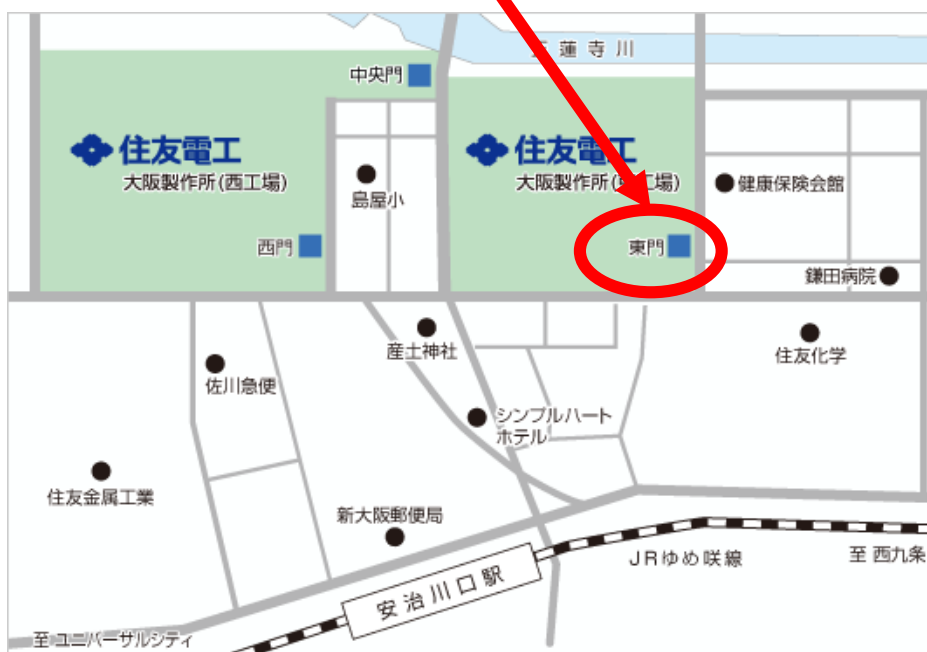 正蓮寺川
中央門
住友電工
大阪製作所(西工場)
住友電工
大阪製作所(東工場)
島屋小
健康保険会館
西門
東門
鎌田病院
産土神社
住友化学
佐川急便
シンプルハート
ホテル
住友金属工業
新大阪郵便局
JRゆめ咲線
至 西九条
安治川口駅
至 ユニバーサルシティ